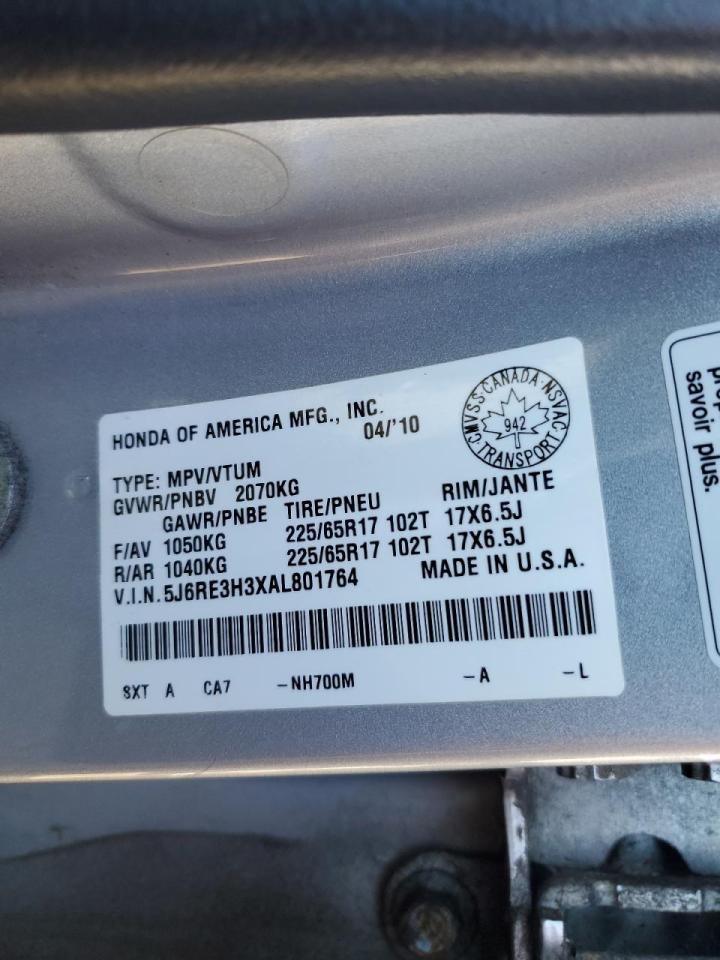 HONDA OF AMERICA MFG., INC.
04/'10
CMVSS · CANADA · NSVAC · TRANSPORT ·
942
TYPE: MPV/VTUM
GVWR/PNBV 2070KG
GAWR/PNBE TIRE/PNEU RIM/JANTE
F/AV 1050KG 225/65R17 102T 17X6.5J
R/AR 1040KG 225/65R17 102T 17X6.5J
V.I.N. 5J6RE3H3XAL801764 MADE IN U.S.A.
SXT A CA7 -NH700M -A -L
savoir plus.